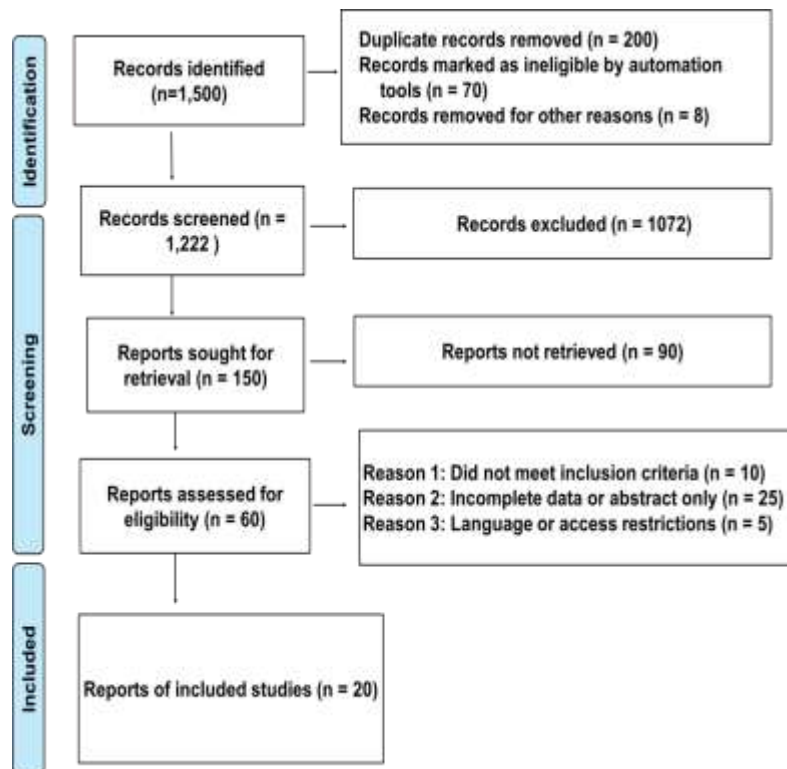 Identification
Records identified
(n=1,500)
Duplicate records removed (n = 200)
Records marked as ineligible by automation
tools (n = 70)
Records removed for other reasons (n = 8)
Screening
Records screened (n =
1,222 )
Records excluded (n = 1072)
Reports sought for
retrieval (n = 150)
Reports not retrieved (n = 90)
Reports assessed for
eligibility (n = 60)
Reason 1: Did not meet inclusion criteria (n = 10)
Reason 2: Incomplete data or abstract only (n = 25)
Reason 3: Language or access restrictions (n = 5)
Included
Reports of included studies (n = 20)